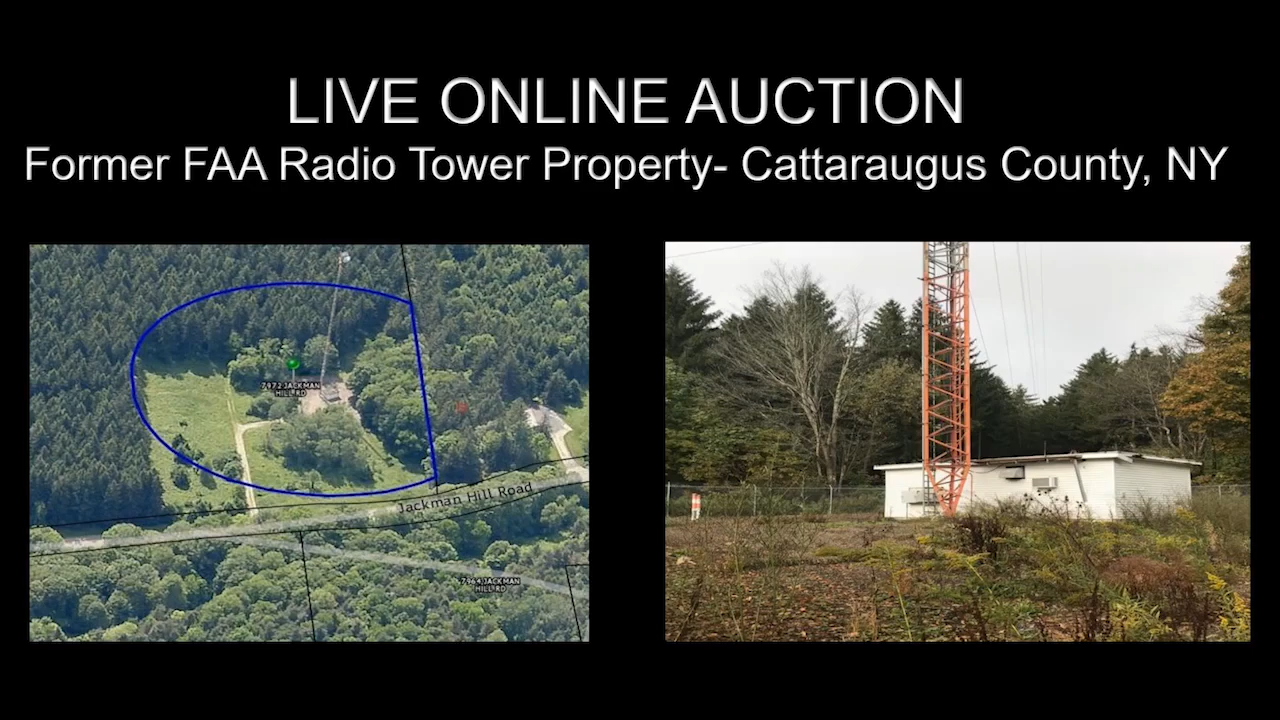 LIVE ONLINE AUCTION
Former FAA Radio Tower Property- Cattaraugus County, NY
7972 JACKMAN
HILL RD
Jackman Hill Road
7964 JACKMAN
HILL RD